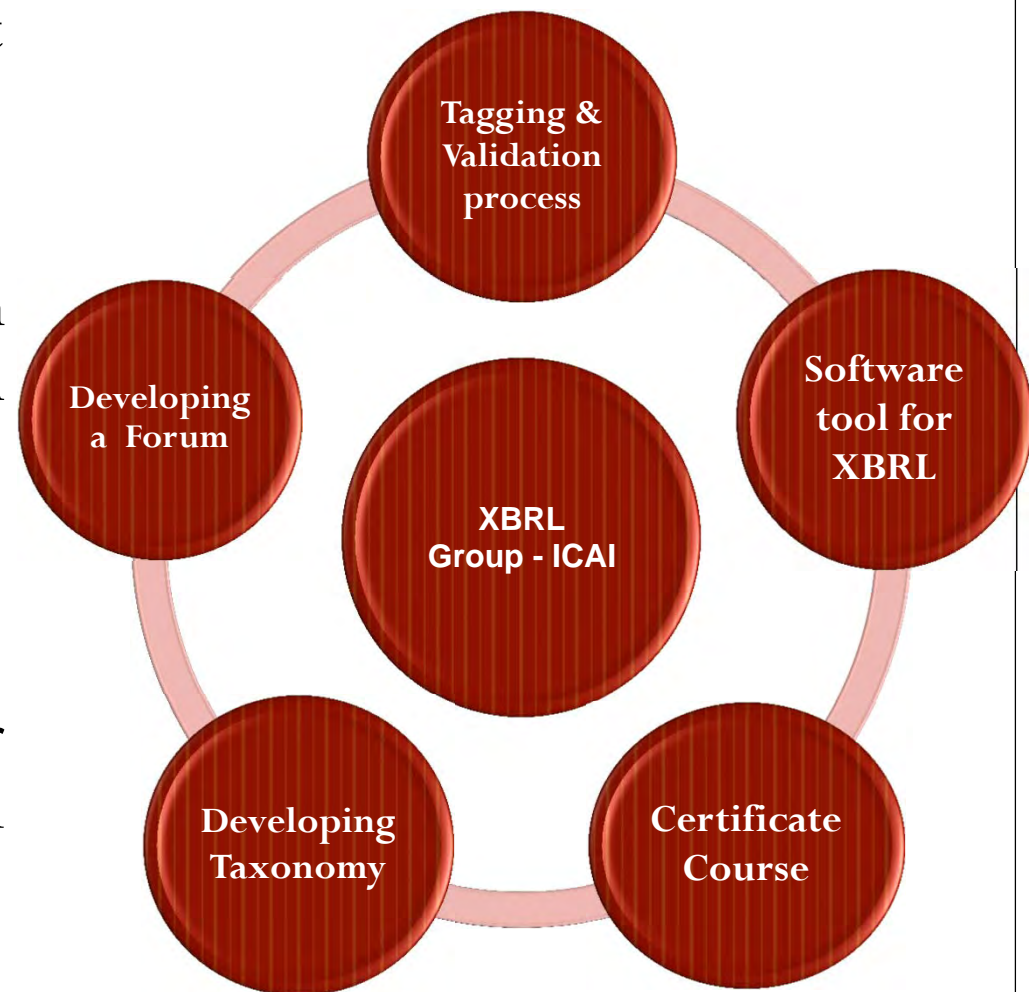 Tagging &
Validation
process
Software
tool for
XBRL
Developing
a Forum
XBRL
Group - ICAI
Developing
Taxonomy
Certificate
Course